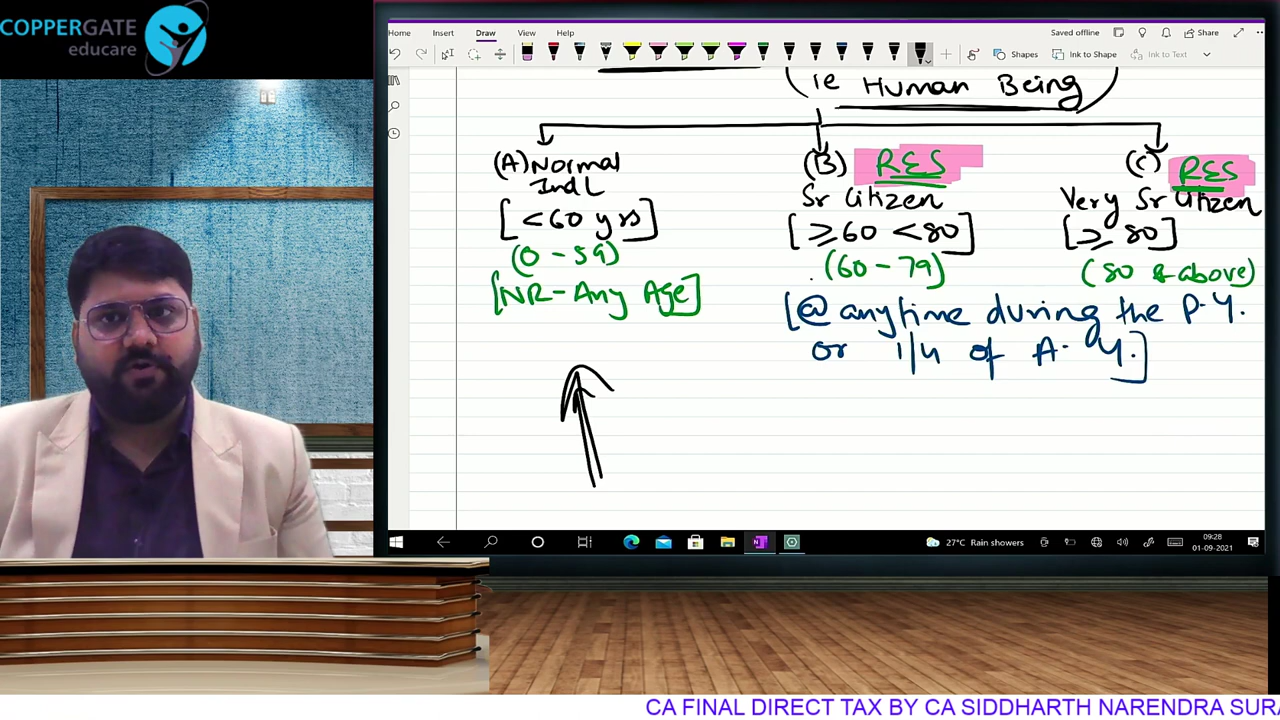 COPPERGATE
educare
Home Insert Draw View Help
Saved offline
Share
Shapes
Ink to Shape
Ink to Text
(ie Human Being)
(A) Normal
Indl
[<60 yrs]
(0-59)
[NR-Any Age]
(B) RES
Sr Citizen
[≥60 <80]
(60-79)
(C) RES
Very Sr Citizen
[≥80]
(80 & above)
[@ anytime during the P.Y.
or 1/4 of A.Y.]
27°C Rain showers
09:28
01-09-2021
CA FINAL DIRECT TAX BY CA SIDDHARTH NARENDRA SURA